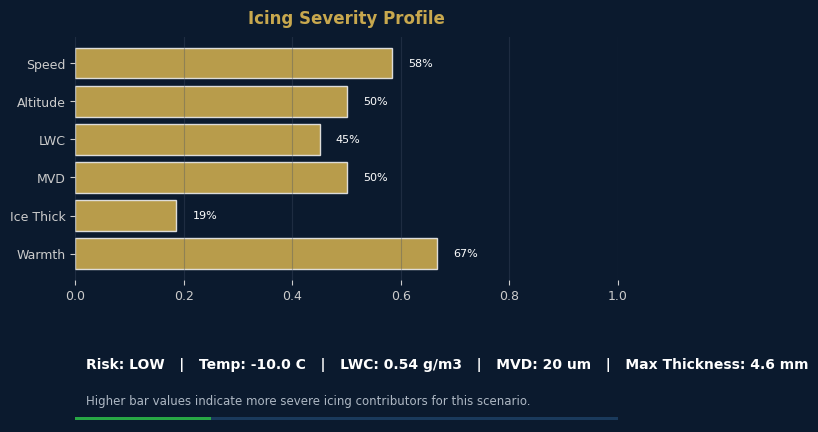 Icing Severity Profile
Speed 58%
Altitude 50%
LWC 45%
MVD 50%
Ice Thick 19%
Warmth 67%
0.0 0.2 0.4 0.6 0.8 1.0
Risk: LOW | Temp: -10.0 C | LWC: 0.54 g/m3 | MVD: 20 um | Max Thickness: 4.6 mm
Higher bar values indicate more severe icing contributors for this scenario.